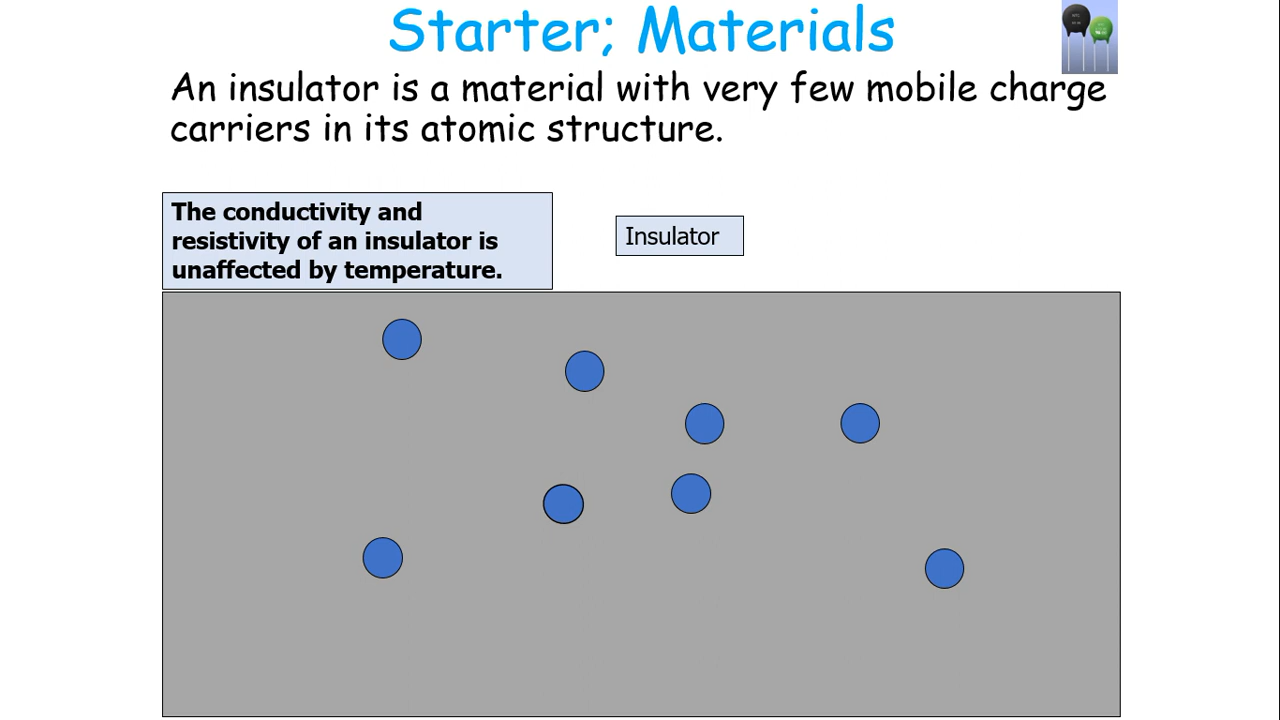 Starter; Materials
An insulator is a material with very few mobile charge
carriers in its atomic structure.
The conductivity and
resistivity of an insulator is
unaffected by temperature.
Insulator